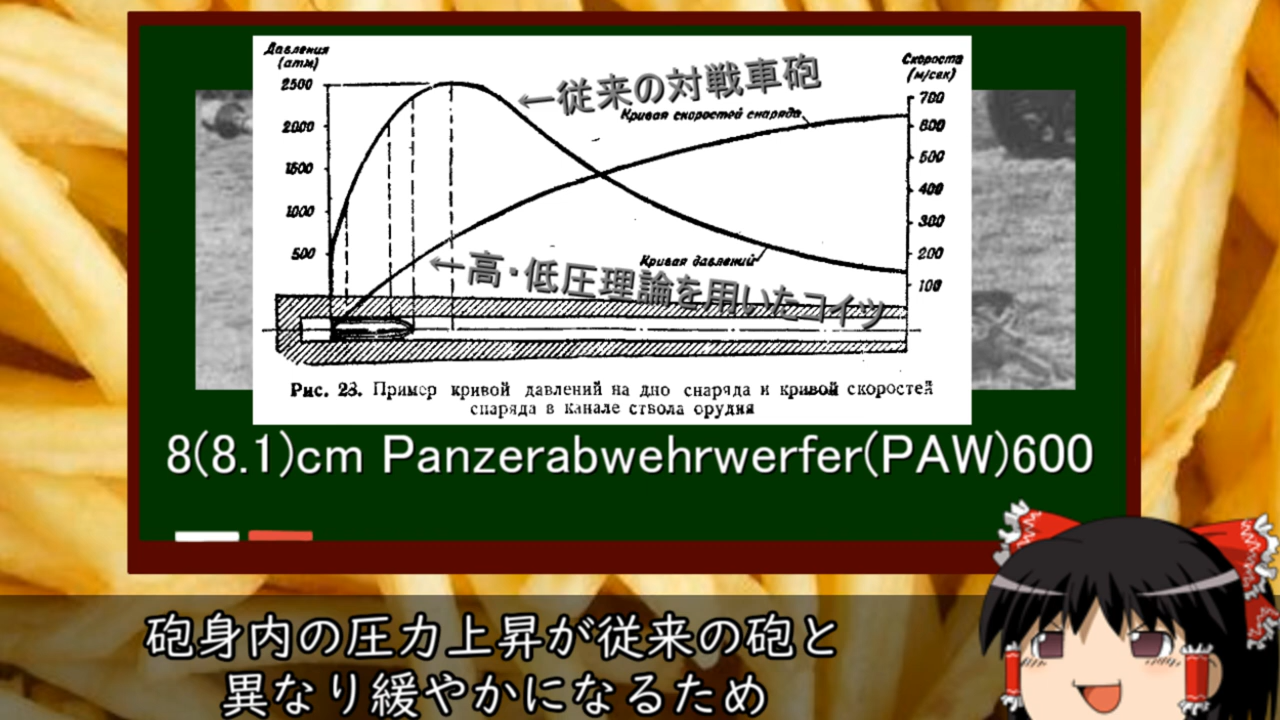 Давления
(атм)
Скорости
(м/сек)
←従来の対戦車砲
Кривая скоростей снаряда
2500
2000
1500
1000
500
700
600
500
400
300
200
100
Кривая давлений
←高・低圧理論を用いたコイツ
Рис. 23. Пример кривой давлений на дно снаряда и кривой скоростей
снаряда в канале ствола орудия
8(8.1)cm Panzerabwehrwerfer(PAW)600
砲身内の圧力上昇が従来の砲と
異なり緩やかになるため